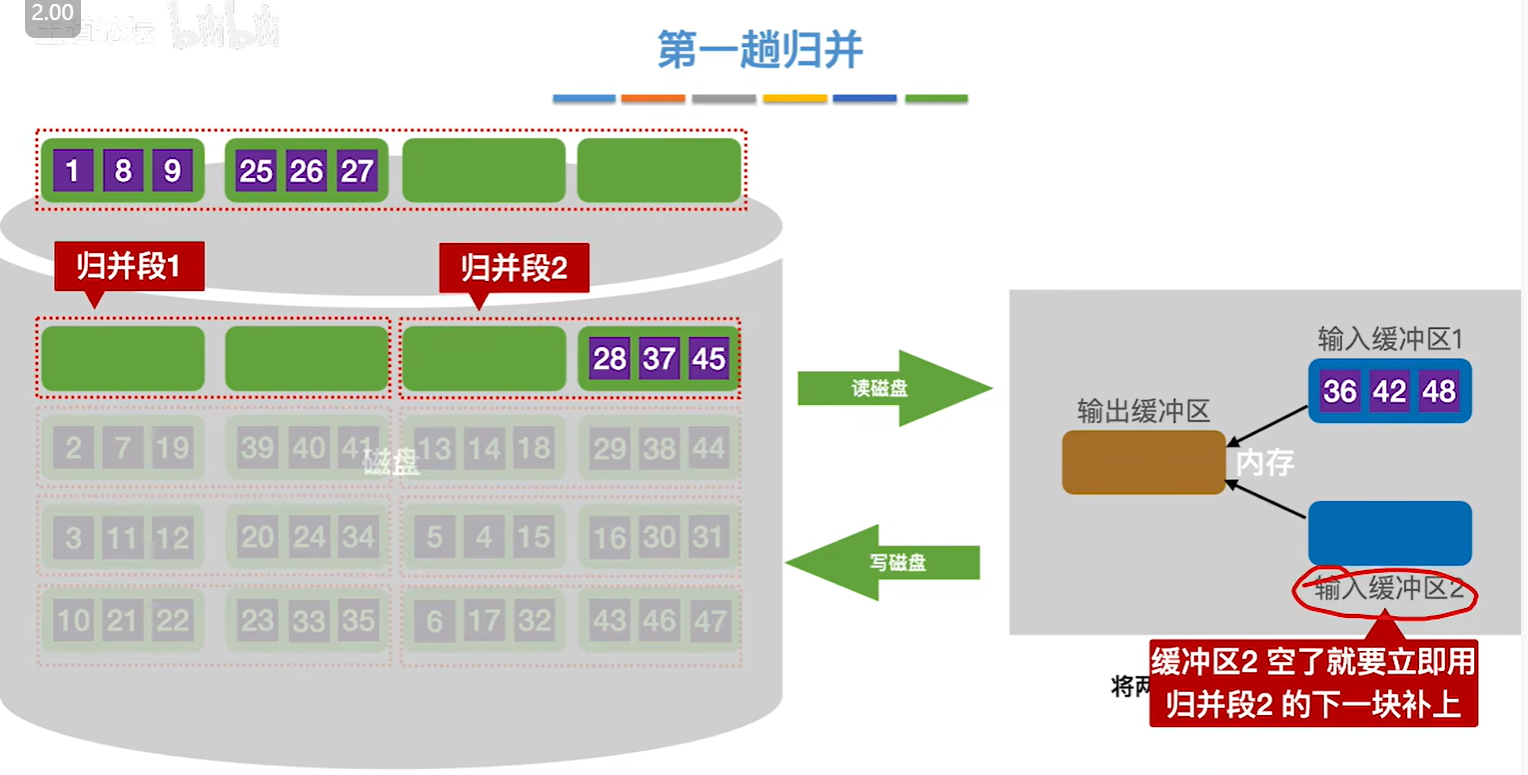 2.00
bilibili
第一趟归并
1 8 9 25 26 27
归并段1 归并段2
28 37 45
2 7 19 39 40 41 13 14 18 29 38 44
磁盘
3 11 12 20 24 34 5 4 15 16 30 31
10 21 22 23 33 35 6 17 32 43 46 47
读磁盘
写磁盘
输入缓冲区1
36 42 48
输出缓冲区
内存
输入缓冲区2
缓冲区2 空了就要立即用
归并段2 的下一块补上
将两